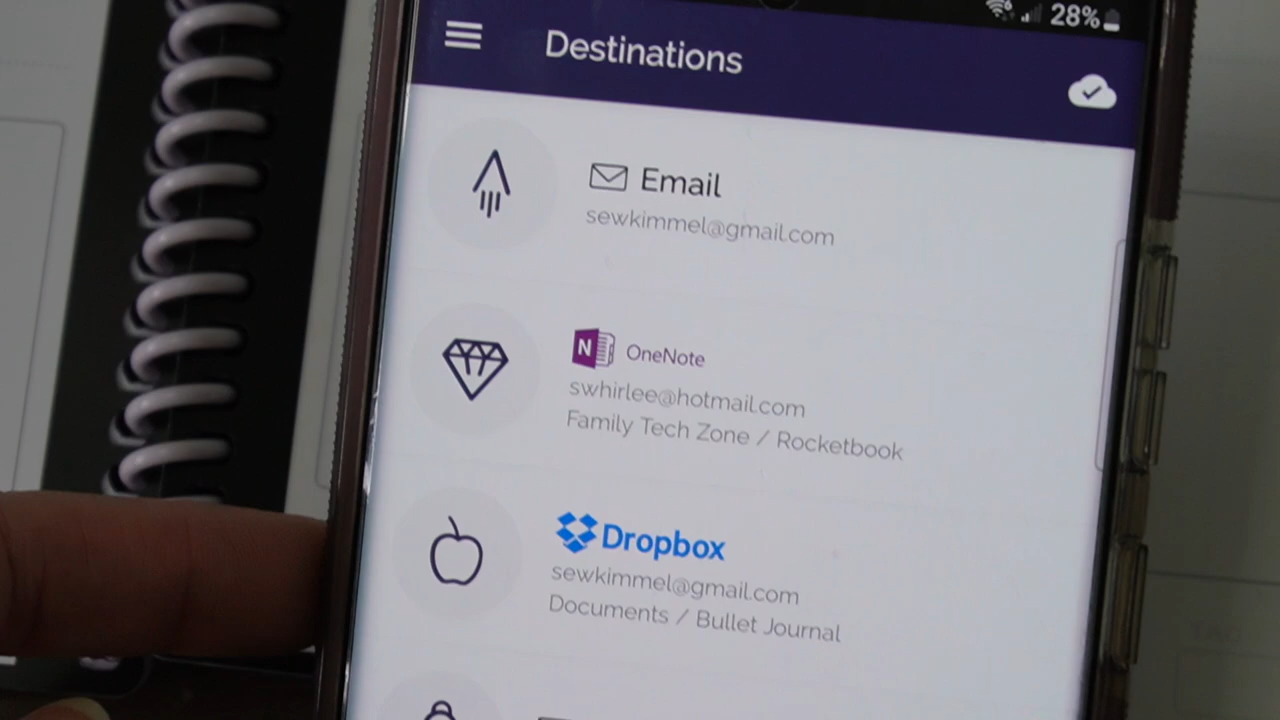 28%
Destinations
Email
sewkimmel@gmail.com
N OneNote
swhirlee@hotmail.com
Family Tech Zone / Rocketbook
Dropbox
sewkimmel@gmail.com
Documents / Bullet Journal